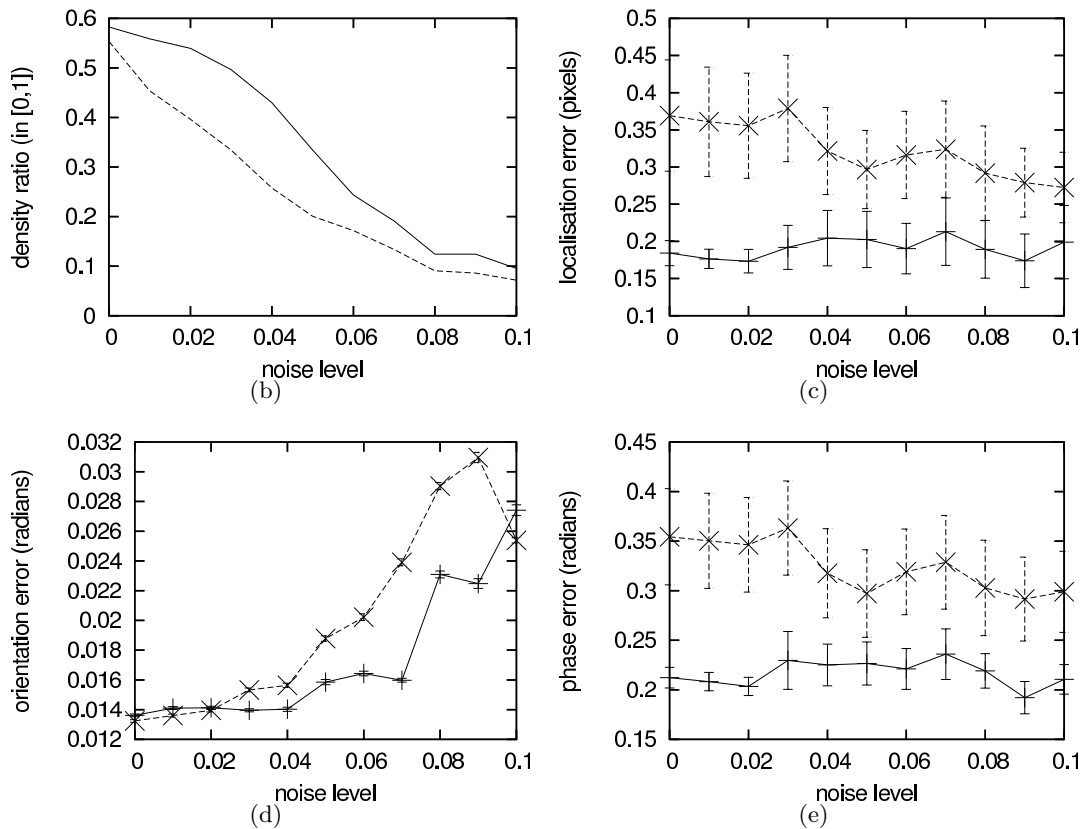 0.6
0.5
0.4
0.3
0.2
0.1
0
density ratio (in [0,1])
0 0.02 0.04 0.06 0.08 0.1
noise level
(b)
0.5
0.45
0.4
0.35
0.3
0.25
0.2
0.15
0.1
localisation error (pixels)
0 0.02 0.04 0.06 0.08 0.1
noise level
(c)
0.032
0.03
0.028
0.026
0.024
0.022
0.02
0.018
0.016
0.014
0.012
orientation error (radians)
0 0.02 0.04 0.06 0.08 0.1
noise level
(d)
0.45
0.4
0.35
0.3
0.25
0.2
0.15
phase error (radians)
0 0.02 0.04 0.06 0.08 0.1
noise level
(e)